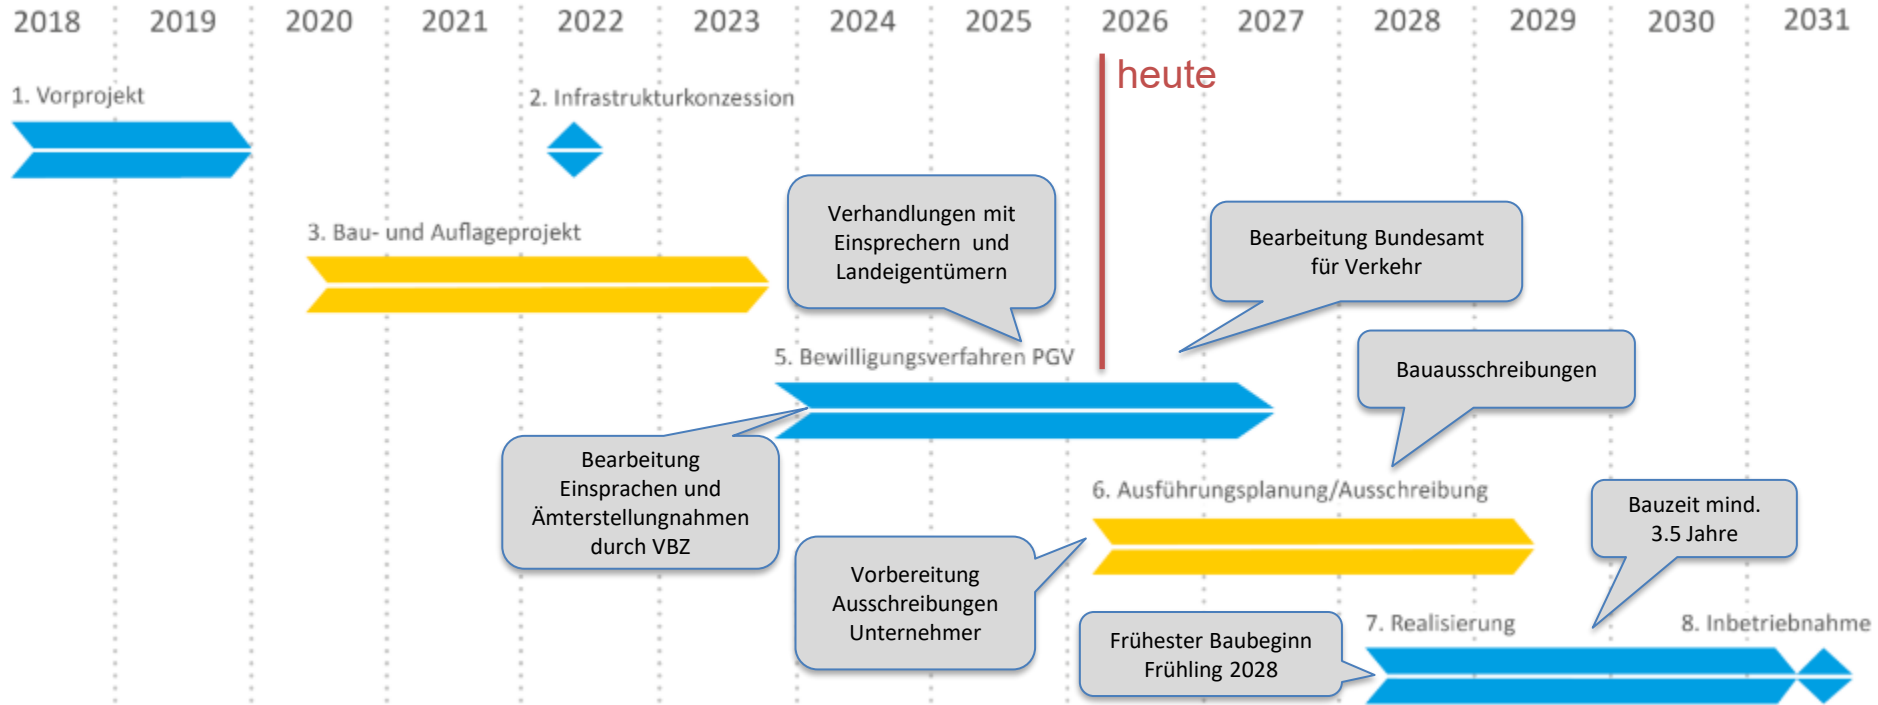 2018 2019 2020 2021 2022 2023 2024 2025 2026 2027 2028 2029 2030 2031
heute
1. Vorprojekt
2. Infrastrukturkonzession
3. Bau- und Auflageprojekt
Verhandlungen mit
Einsprechern und
Landeigentümern
Bearbeitung Bundesamt
für Verkehr
5. Bewilligungsverfahren PGV
Bauausschreibungen
Bearbeitung
Einsprachen und
Ämterstellungnahmen
durch VBZ
6. Ausführungsplanung/Ausschreibung
Bauzeit mind.
3.5 Jahre
Vorbereitung
Ausschreibungen
Unternehmer
Frühester Baubeginn
Frühling 2028
7. Realisierung
8. Inbetriebnahme